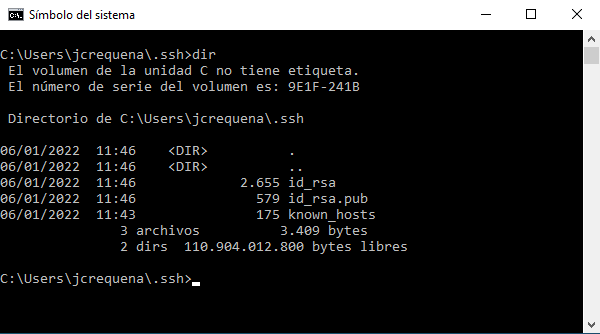 Símbolo del sistema
C:\Users\jcrequena\.ssh>dir
 El volumen de la unidad C no tiene etiqueta.
 El número de serie del volumen es: 9E1F-241B

 Directorio de C:\Users\jcrequena\.ssh

06/01/2022  11:46    <DIR>          .
06/01/2022  11:46    <DIR>          ..
06/01/2022  11:46             2.655 id_rsa
06/01/2022  11:46               579 id_rsa.pub
06/01/2022  11:43               175 known_hosts
               3 archivos          3.409 bytes
               2 dirs  110.904.012.800 bytes libres

C:\Users\jcrequena\.ssh>